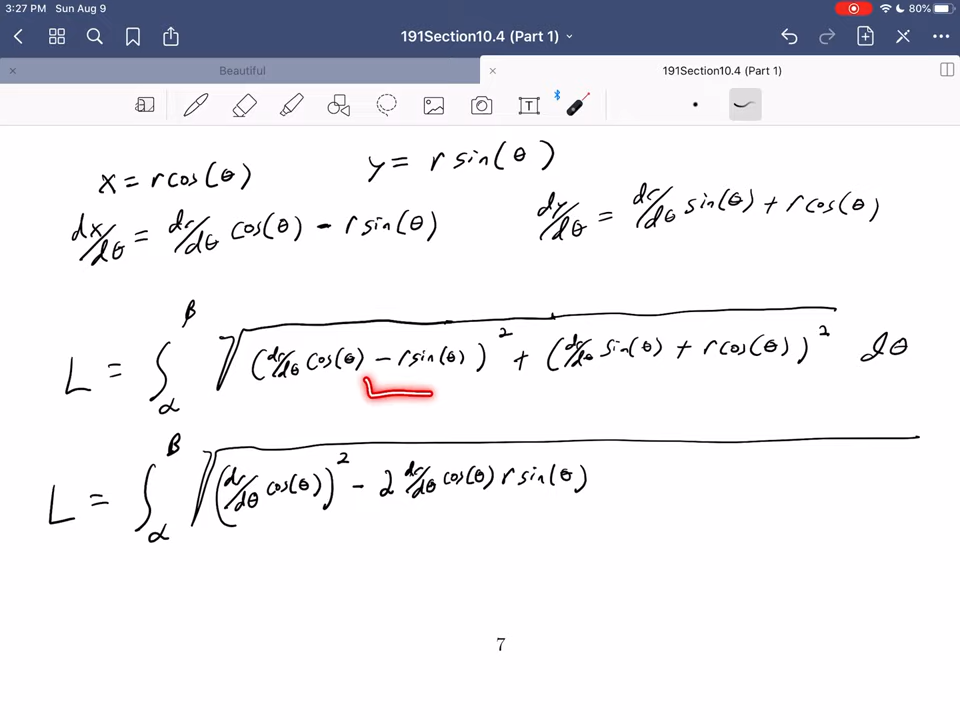 3:27 PM Sun Aug 9 80%
191Section10.4 (Part 1)
Beautiful 191Section10.4 (Part 1)
T
x = r cos(θ) y = r sin(θ)
dx/dθ = dr/dθ cos(θ) - r sin(θ) dy/dθ = dr/dθ sin(θ) + r cos(θ)
L = ∫_α^β √((dr/dθ cos(θ) - r sin(θ))² + (dr/dθ sin(θ) + r cos(θ))²) dθ
L = ∫_α^β √((dr/dθ cos(θ))² - 2 dr/dθ cos(θ) r sin(θ)
7